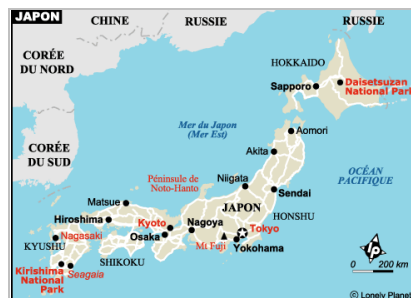 JAPON
CHINE
RUSSIE
RUSSIE
CORÉE
DU NORD
HOKKAIDO
Sapporo
Daisetsuzan
National Park
CORÉE
DU SUD
Mer du Japon
(Mer Est)
Aomori
Akita
OCÉAN
PACIFIQUE
Péninsule de
Noto-Hanto
Niigata
Sendai
Matsue
JAPON
HONSHU
Hiroshima
Kyoto
Nagoya
Tokyo
Nagasaki
KYUSHU
Osaka
Mt Fuji
Yokohama
SHIKOKU
Kirishima
National
Park
Seagaia
0
200 km
© Lonely Planet